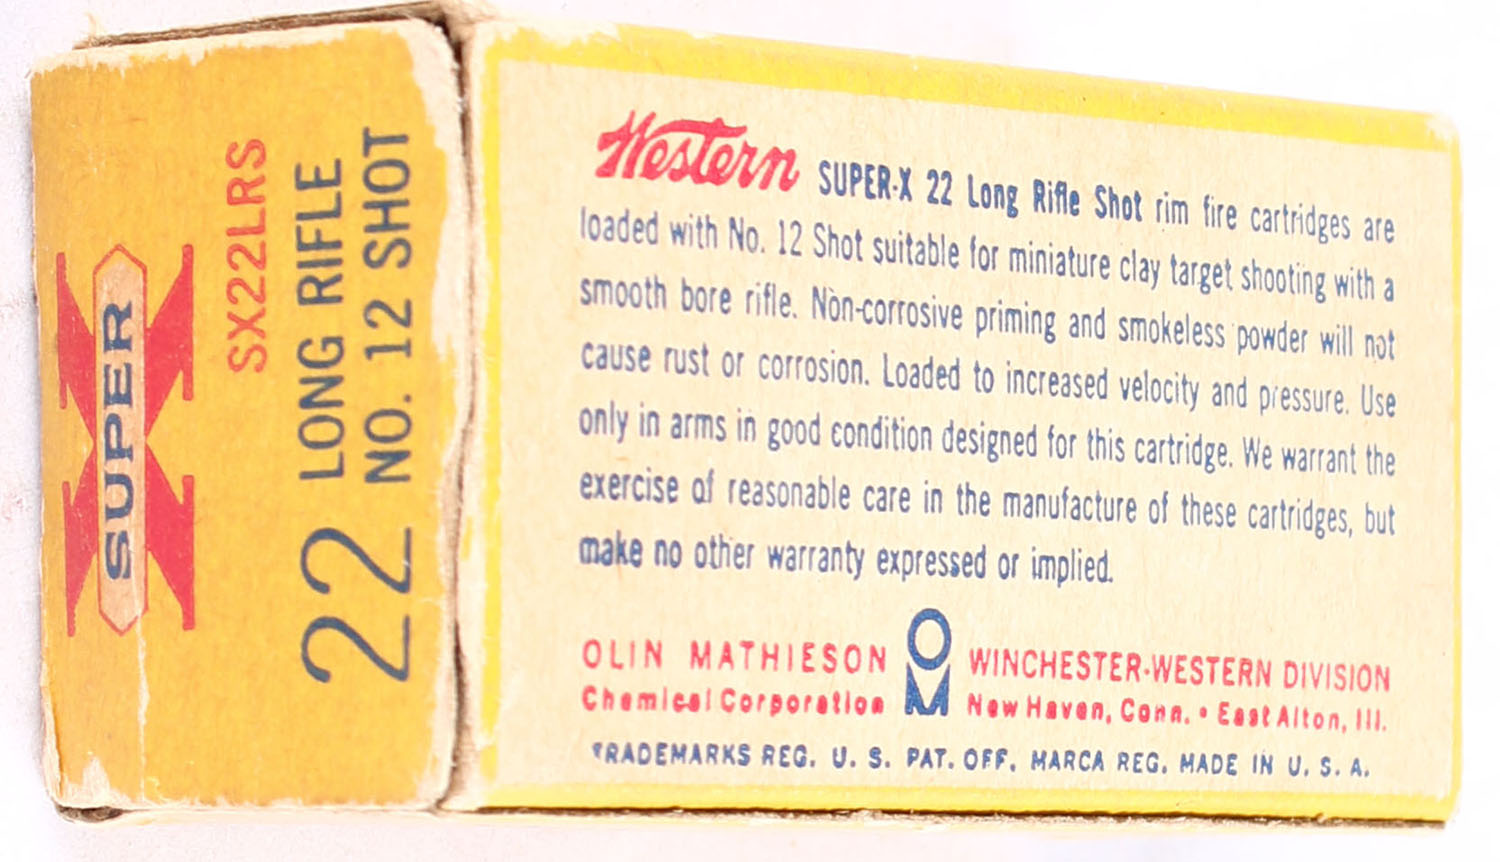 SUPER X
SX22LRS
22 LONG RIFLE
NO. 12 SHOT
Western SUPER-X 22 Long Rifle Shot rim fire cartridges are
loaded with No. 12 Shot suitable for miniature clay target shooting with a
smooth bore rifle. Non-corrosive priming and smokeless powder will not
cause rust or corrosion. Loaded to increased velocity and pressure. Use
only in arms in good condition designed for this cartridge. We warrant the
exercise of reasonable care in the manufacture of these cartridges, but
make no other warranty expressed or implied.
OLIN MATHIESON OM WINCHESTER-WESTERN DIVISION
Chemical Corporation New Haven, Conn. • East Alton, Ill.
TRADEMARKS REG. U. S. PAT. OFF. MARCA REG. MADE IN U. S. A.